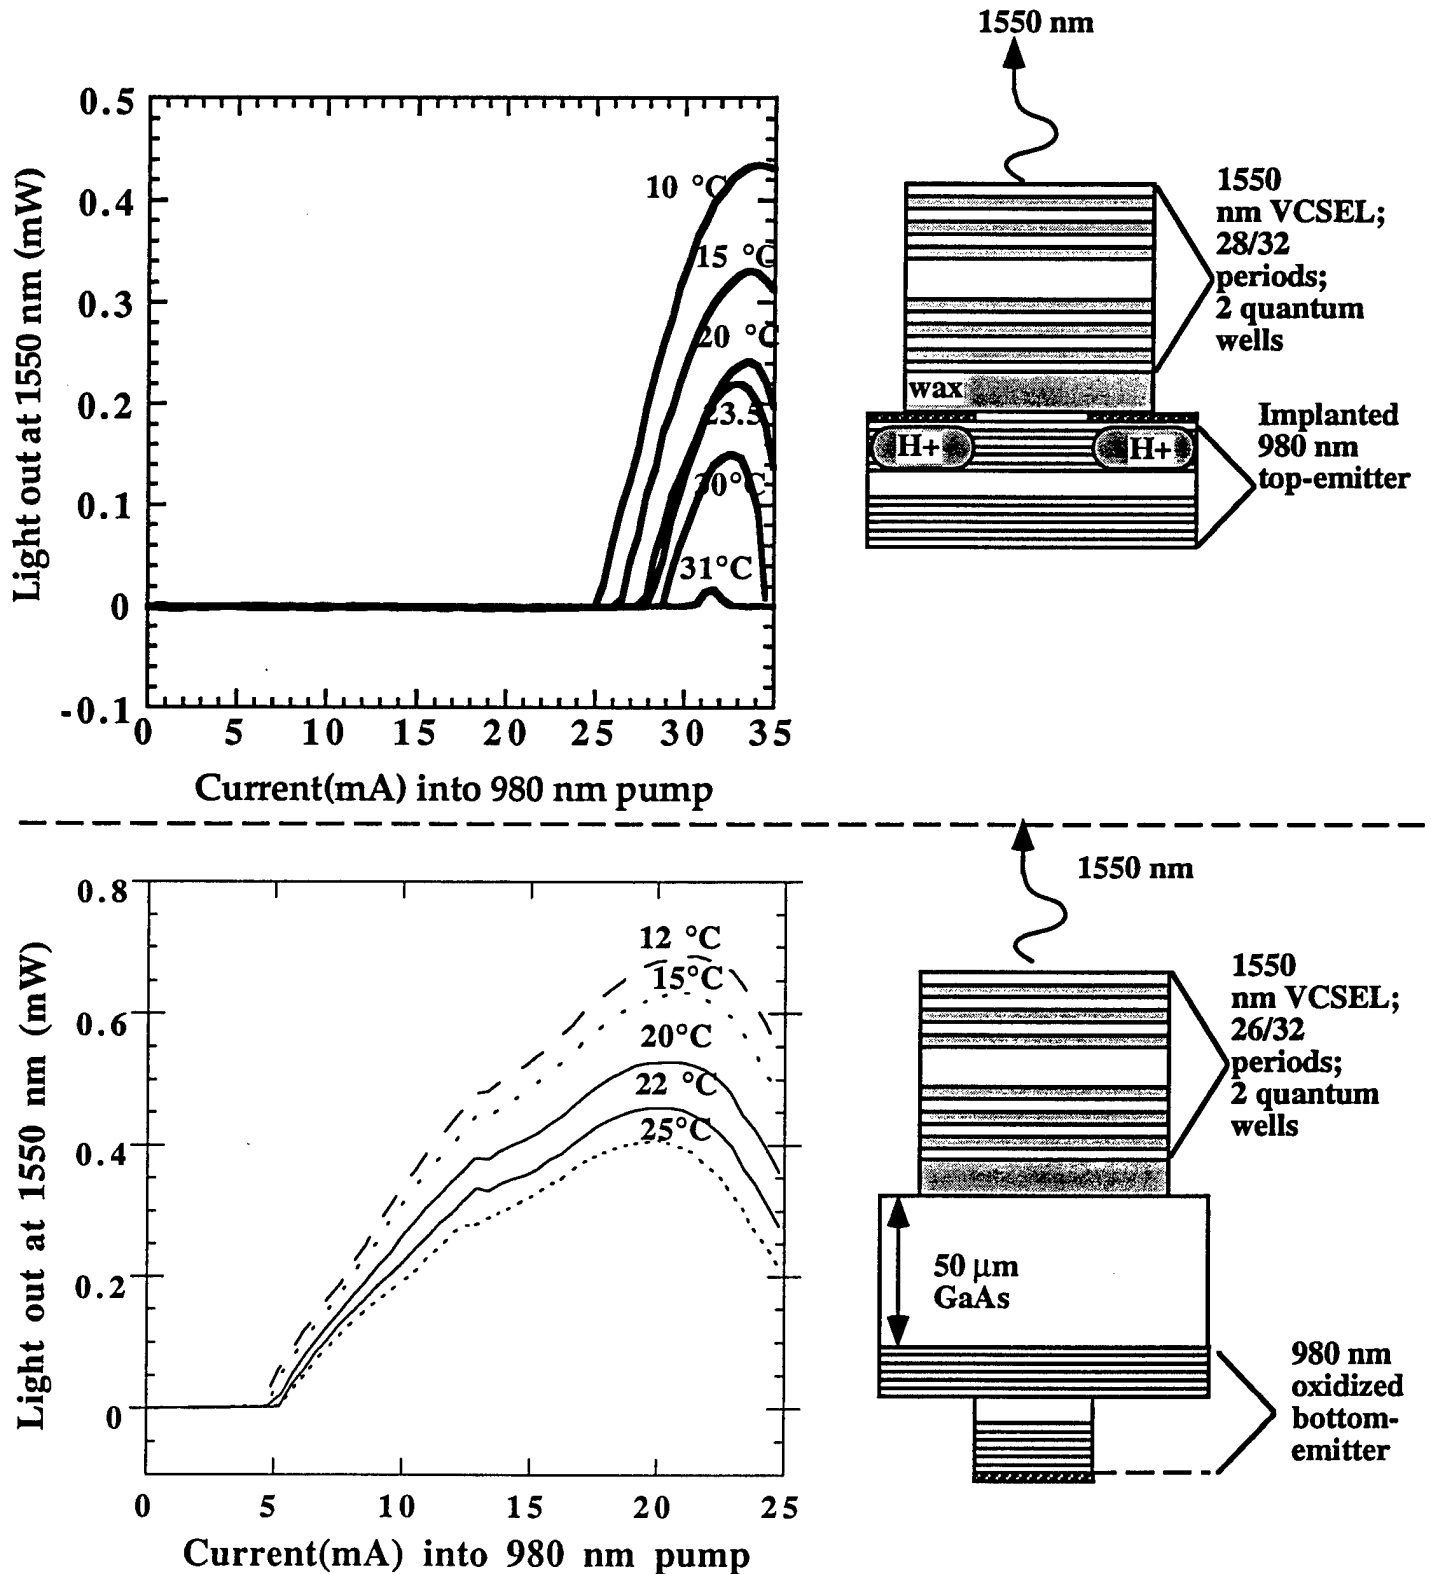 1550 nm
0.5
0.4
0.3
0.2
0.1
0
-0.1
Light out at 1550 nm (mW)
10 °C
15 °C
20 °C
23.5
30°C
31°C
0 5 10 15 20 25 30 35
Current(mA) into 980 nm pump
1550
nm VCSEL;
28/32
periods;
2 quantum
wells
wax
H+ H+
Implanted
980 nm
top-emitter
0.8
0.6
0.4
0.2
0
Light out at 1550 nm (mW)
12 °C
15°C
20°C
22 °C
25°C
0 5 10 15 20 25
Current(mA) into 980 nm pump
1550 nm
1550
nm VCSEL;
26/32
periods;
2 quantum
wells
50 µm
GaAs
980 nm
oxidized
bottom-
emitter